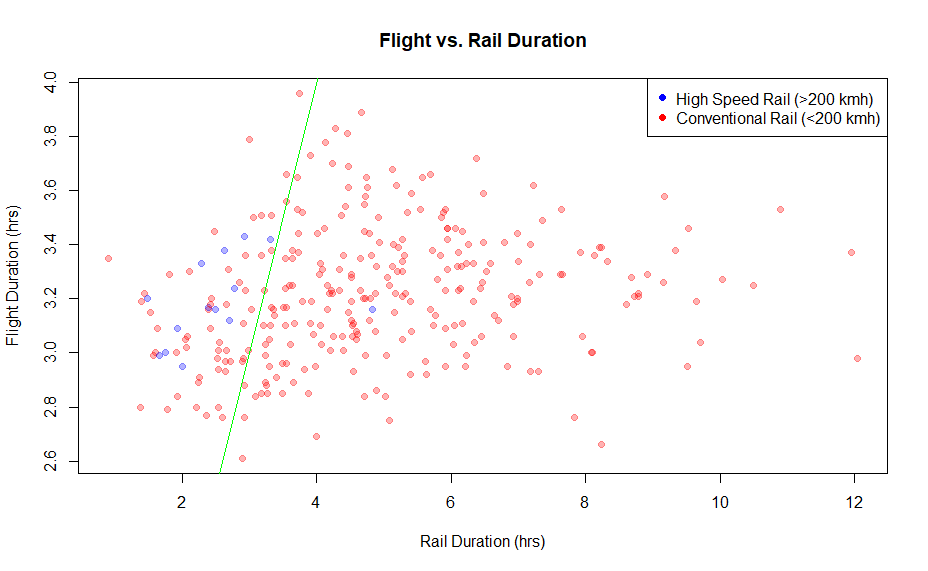 Flight vs. Rail Duration
High Speed Rail (>200 kmh)
Conventional Rail (<200 kmh)
Flight Duration (hrs)
4.0
3.8
3.6
3.4
3.2
3.0
2.8
2.6
2 4 6 8 10 12
Rail Duration (hrs)